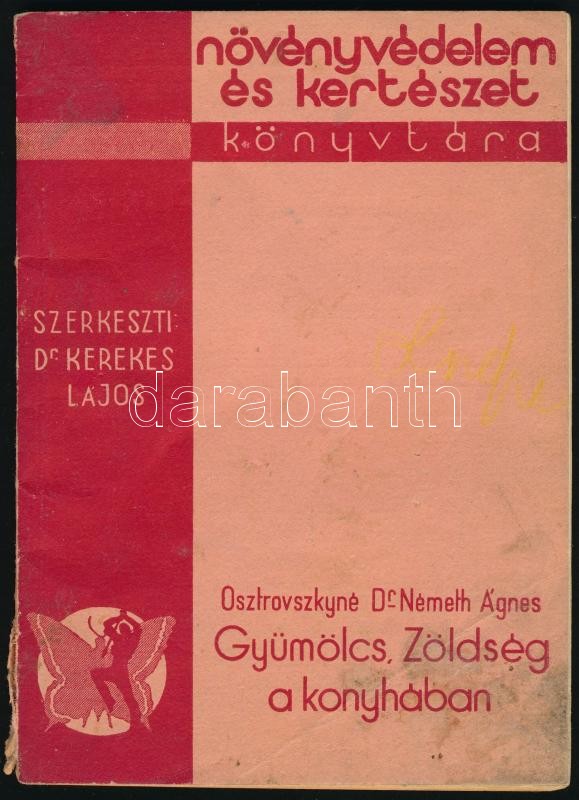 növényvédelem
és kertészet
könyvtára
SZERKESZTI
Dr KEREKES
LAJOS
darabanth
Osztrovszkyné Dr Németh Ágnes
Gyümölcs, Zöldség
a konyhában